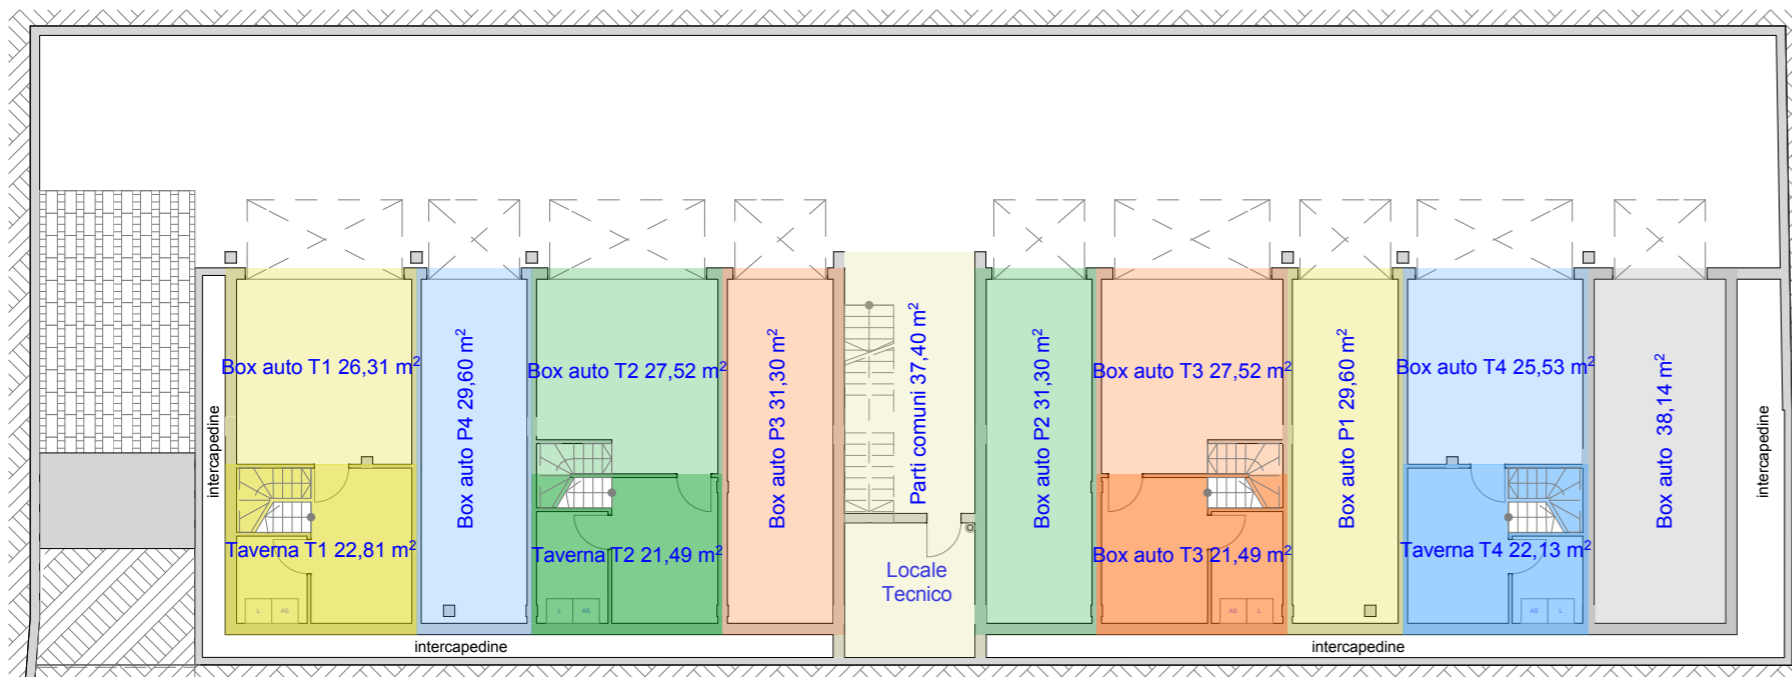 Box auto T1 26,31 m²
Box auto P4 29,60 m²
Box auto T2 27,52 m²
Box auto P3 31,30 m²
Parti comuni 37,40 m²
Box auto P2 31,30 m²
Box auto T3 27,52 m²
Box auto P1 29,60 m²
Box auto T4 25,53 m²
Box auto 38,14 m²
intercapedine
intercapedine
Taverna T1 22,81 m²
Taverna T2 21,49 m²
Locale
Tecnico
Box auto T3 21,49 m²
Taverna T4 22,13 m²
L AS
L AS
AS L
AS L
intercapedine
intercapedine